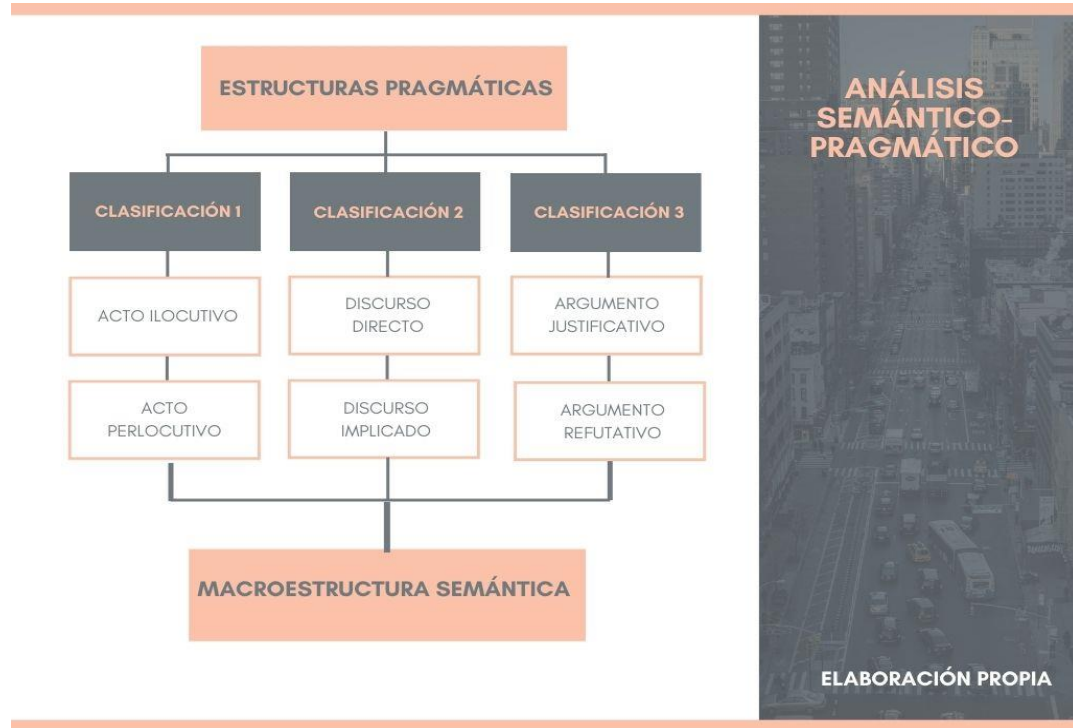 ESTRUCTURAS PRAGMÁTICAS
CLASIFICACIÓN 1
CLASIFICACIÓN 2
CLASIFICACIÓN 3
ACTO ILOCUTIVO
DISCURSO
DIRECTO
ARGUMENTO
JUSTIFICATIVO
ACTO
PERLOCUTIVO
DISCURSO
IMPLICADO
ARGUMENTO
REFUTATIVO
MACROESTRUCTURA SEMÁNTICA
ANÁLISIS
SEMÁNTICO-
PRAGMÁTICO
ELABORACIÓN PROPIA